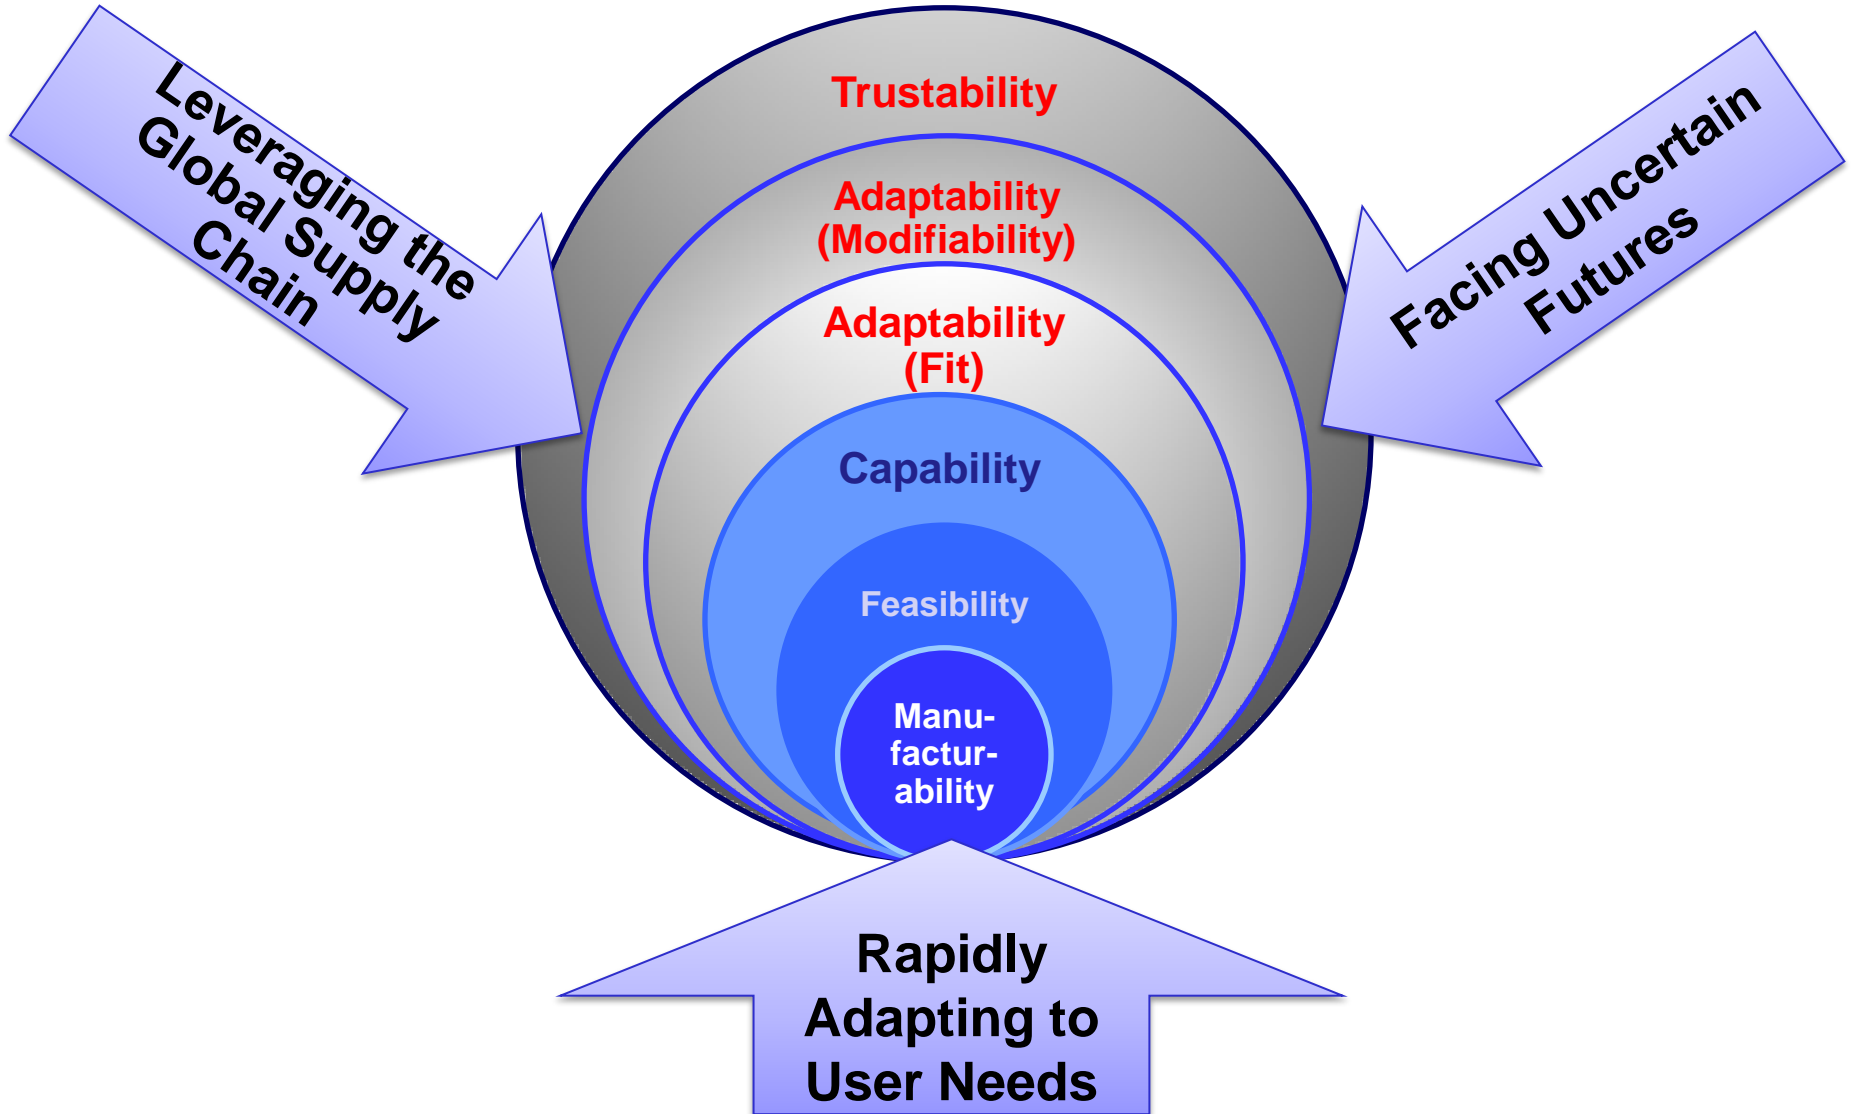 Leveraging the
Global Supply
Chain
Trustability
Adaptability
(Modifiability)
Adaptability
(Fit)
Capability
Feasibility
Manu-
factur-
ability
Facing Uncertain
Futures
Rapidly
Adapting to
User Needs